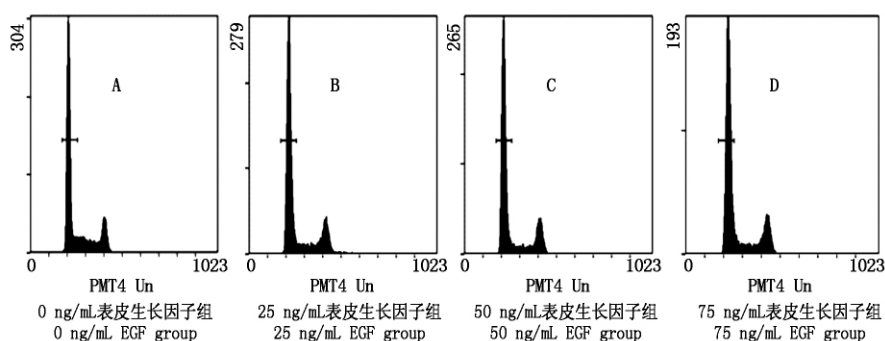 304
A
0
1023
PMT4 Un
0 ng/mL表皮生长因子组
0 ng/mL EGF group
279
B
0
1023
PMT4 Un
25 ng/mL表皮生长因子组
25 ng/mL EGF group
265
C
0
1023
PMT4 Un
50 ng/mL表皮生长因子组
50 ng/mL EGF group
193
D
0
1023
PMT4 Un
75 ng/mL表皮生长因子组
75 ng/mL EGF group